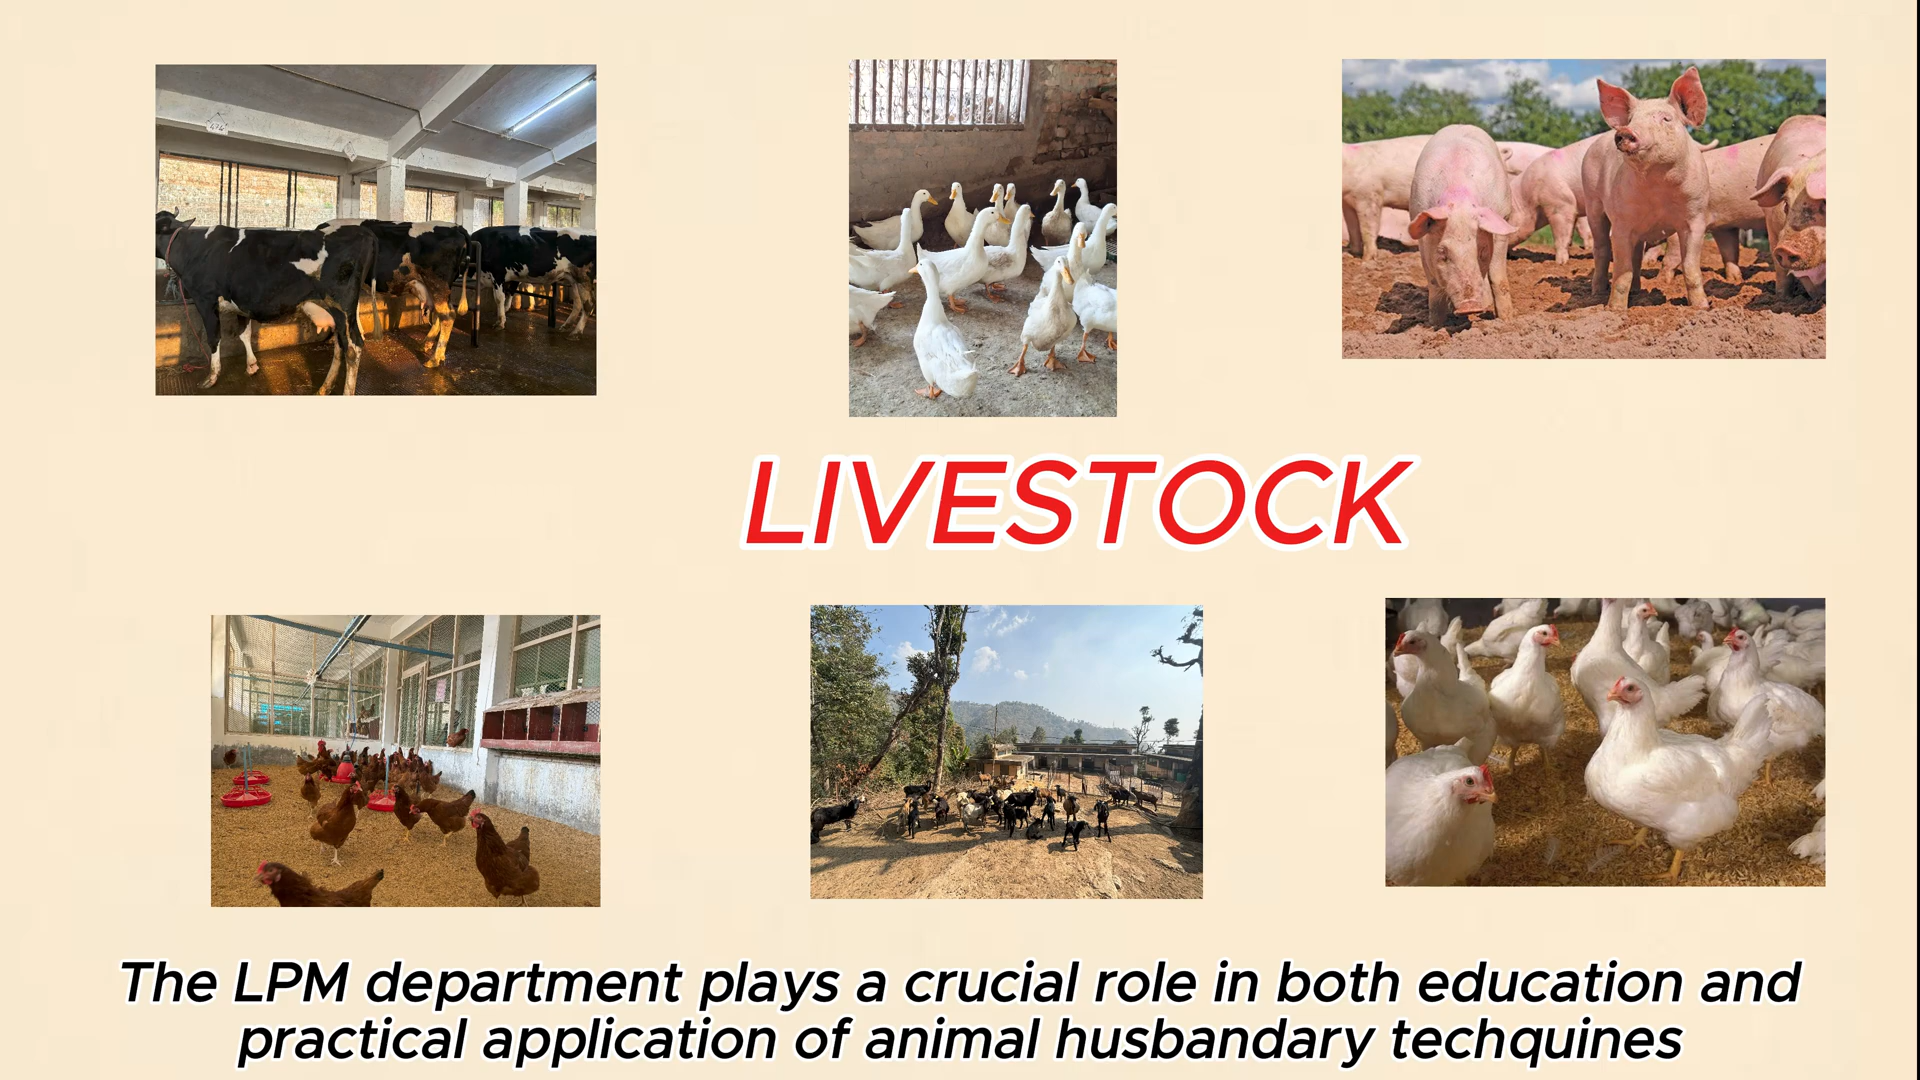 LIVESTOCK
The LPM department plays a crucial role in both education and
practical application of animal husbandary techquines